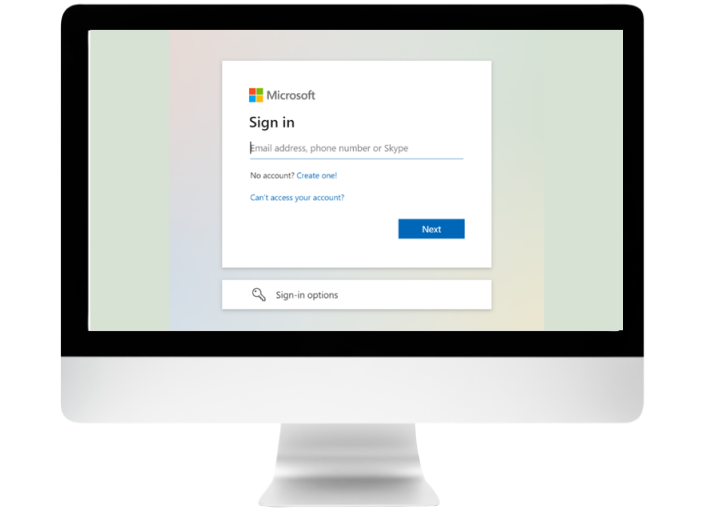 Microsoft
Sign in
Email address, phone number or Skype
No account? Create one!
Can't access your account?
Next
Sign-in options